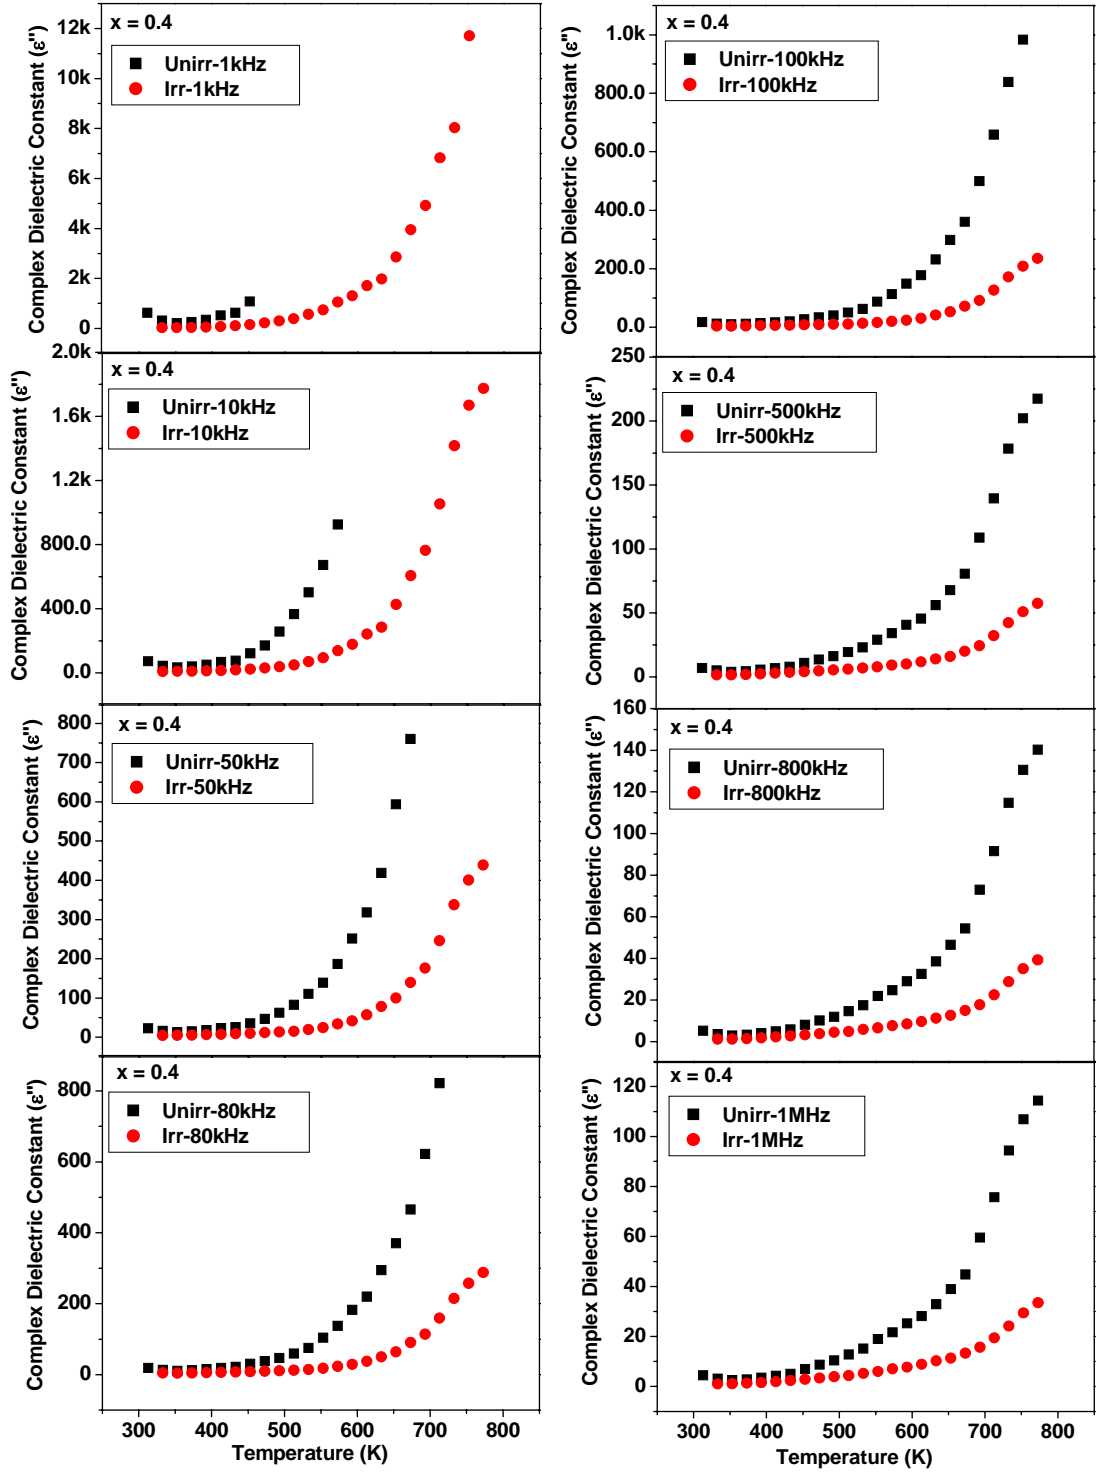 x = 0.4
Unirr-1kHz
Irr-1kHz
Complex Dielectric Constant (ε")
12k
10k
8k
6k
4k
2k
0
x = 0.4
Unirr-10kHz
Irr-10kHz
Complex Dielectric Constant (ε")
2.0k
1.6k
1.2k
800.0
400.0
0.0
x = 0.4
Unirr-50kHz
Irr-50kHz
Complex Dielectric Constant (ε")
800
700
600
500
400
300
200
100
0
x = 0.4
Unirr-80kHz
Irr-80kHz
Complex Dielectric Constant (ε")
800
600
400
200
0
300 400 500 600 700 800
Temperature (K)
x = 0.4
Unirr-100kHz
Irr-100kHz
Complex Dielectric Constant (ε")
1.0k
800.0
600.0
400.0
200.0
0.0
x = 0.4
Unirr-500kHz
Irr-500kHz
Complex Dielectric Constant (ε")
250
200
150
100
50
0
x = 0.4
Unirr-800kHz
Irr-800kHz
Complex Dielectric Constant (ε")
160
140
120
100
80
60
40
20
0
x = 0.4
Unirr-1MHz
Irr-1MHz
Complex Dielectric Constant (ε")
120
100
80
60
40
20
0
300 400 500 600 700 800
Temperature (K)